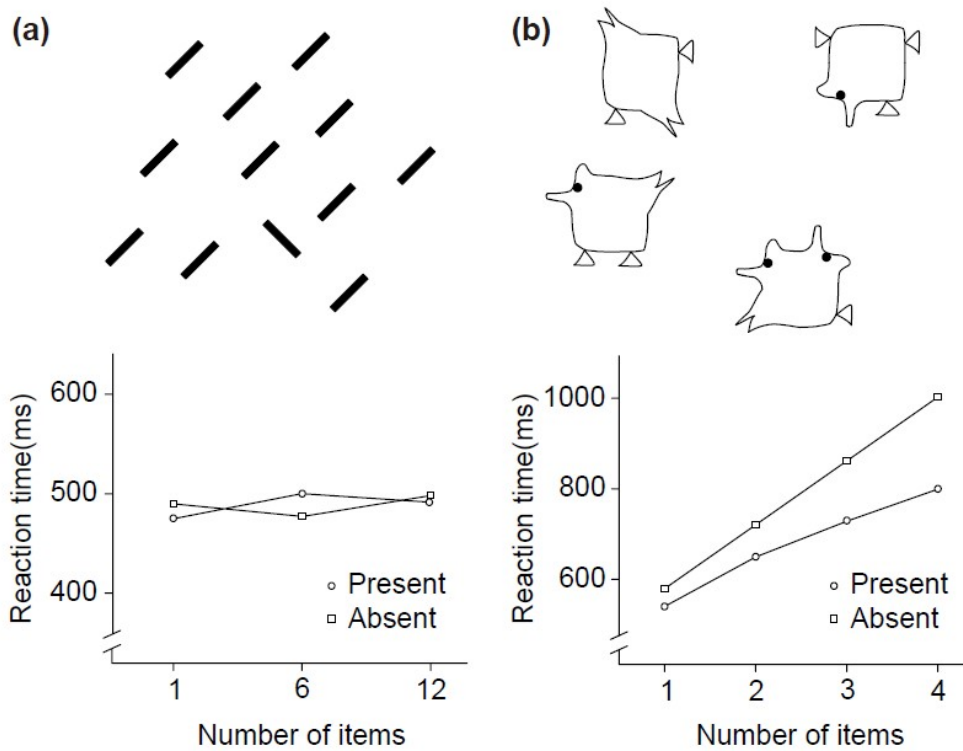 (a)
(b)
Reaction time(ms)
600
500
400
Present
Absent
1 6 12
Number of items
Reaction time(ms)
1000
800
600
Present
Absent
1 2 3 4
Number of items